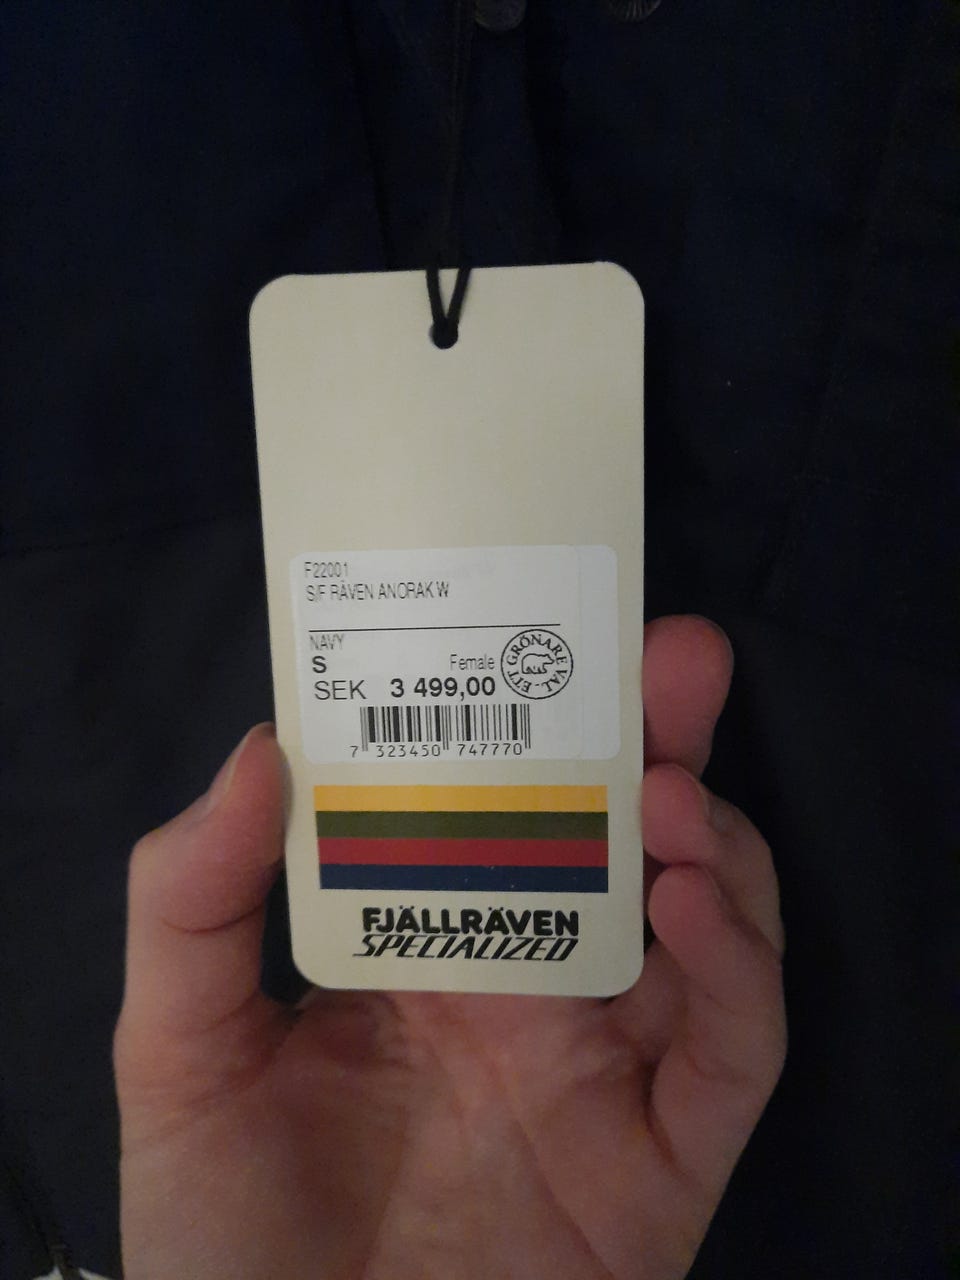 F22001
S/F RÄVEN ANORAK W
NAVY
S
Female
ETT GRÖNARE VAL -
SEK 3 499,00
7 323450 747770
FJÄLLRÄVEN
SPECIALIZED